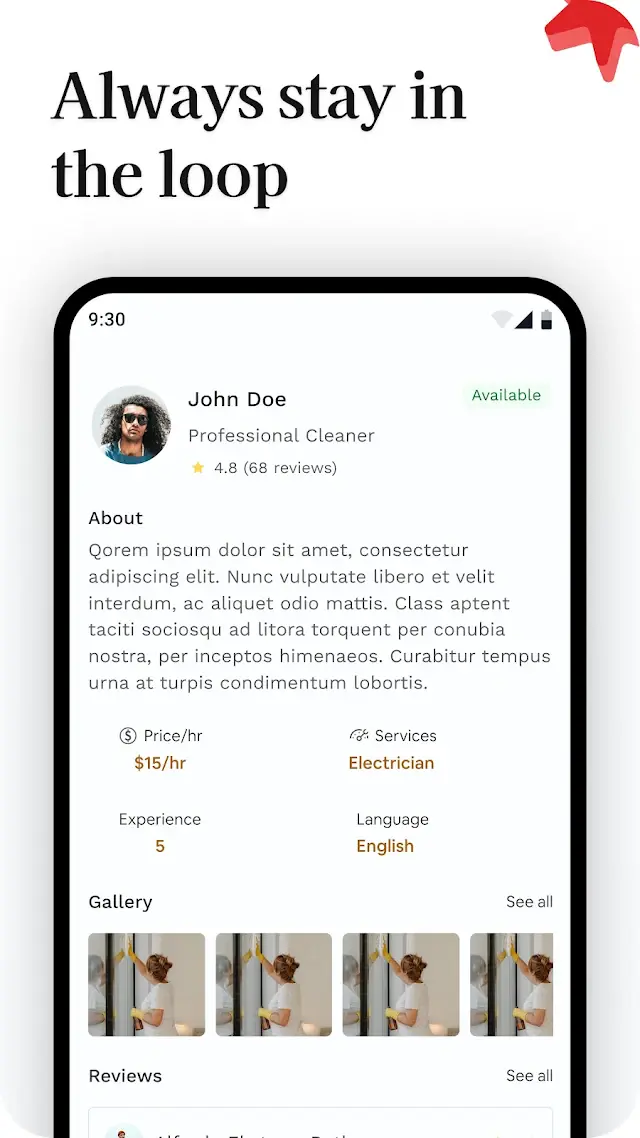 Always stay in
the loop
9:30
John Doe
Available
Professional Cleaner
4.8 (68 reviews)
About
Qorem ipsum dolor sit amet, consectetur
adipiscing elit. Nunc vulputate libero et velit
interdum, ac aliquet odio mattis. Class aptent
taciti sociosqu ad litora torquent per conubia
nostra, per inceptos himenaeos. Curabitur tempus
urna at turpis condimentum lobortis.
Price/hr
Services
$15/hr
Electrician
Experience
Language
5
English
Gallery
See all
Reviews
See all